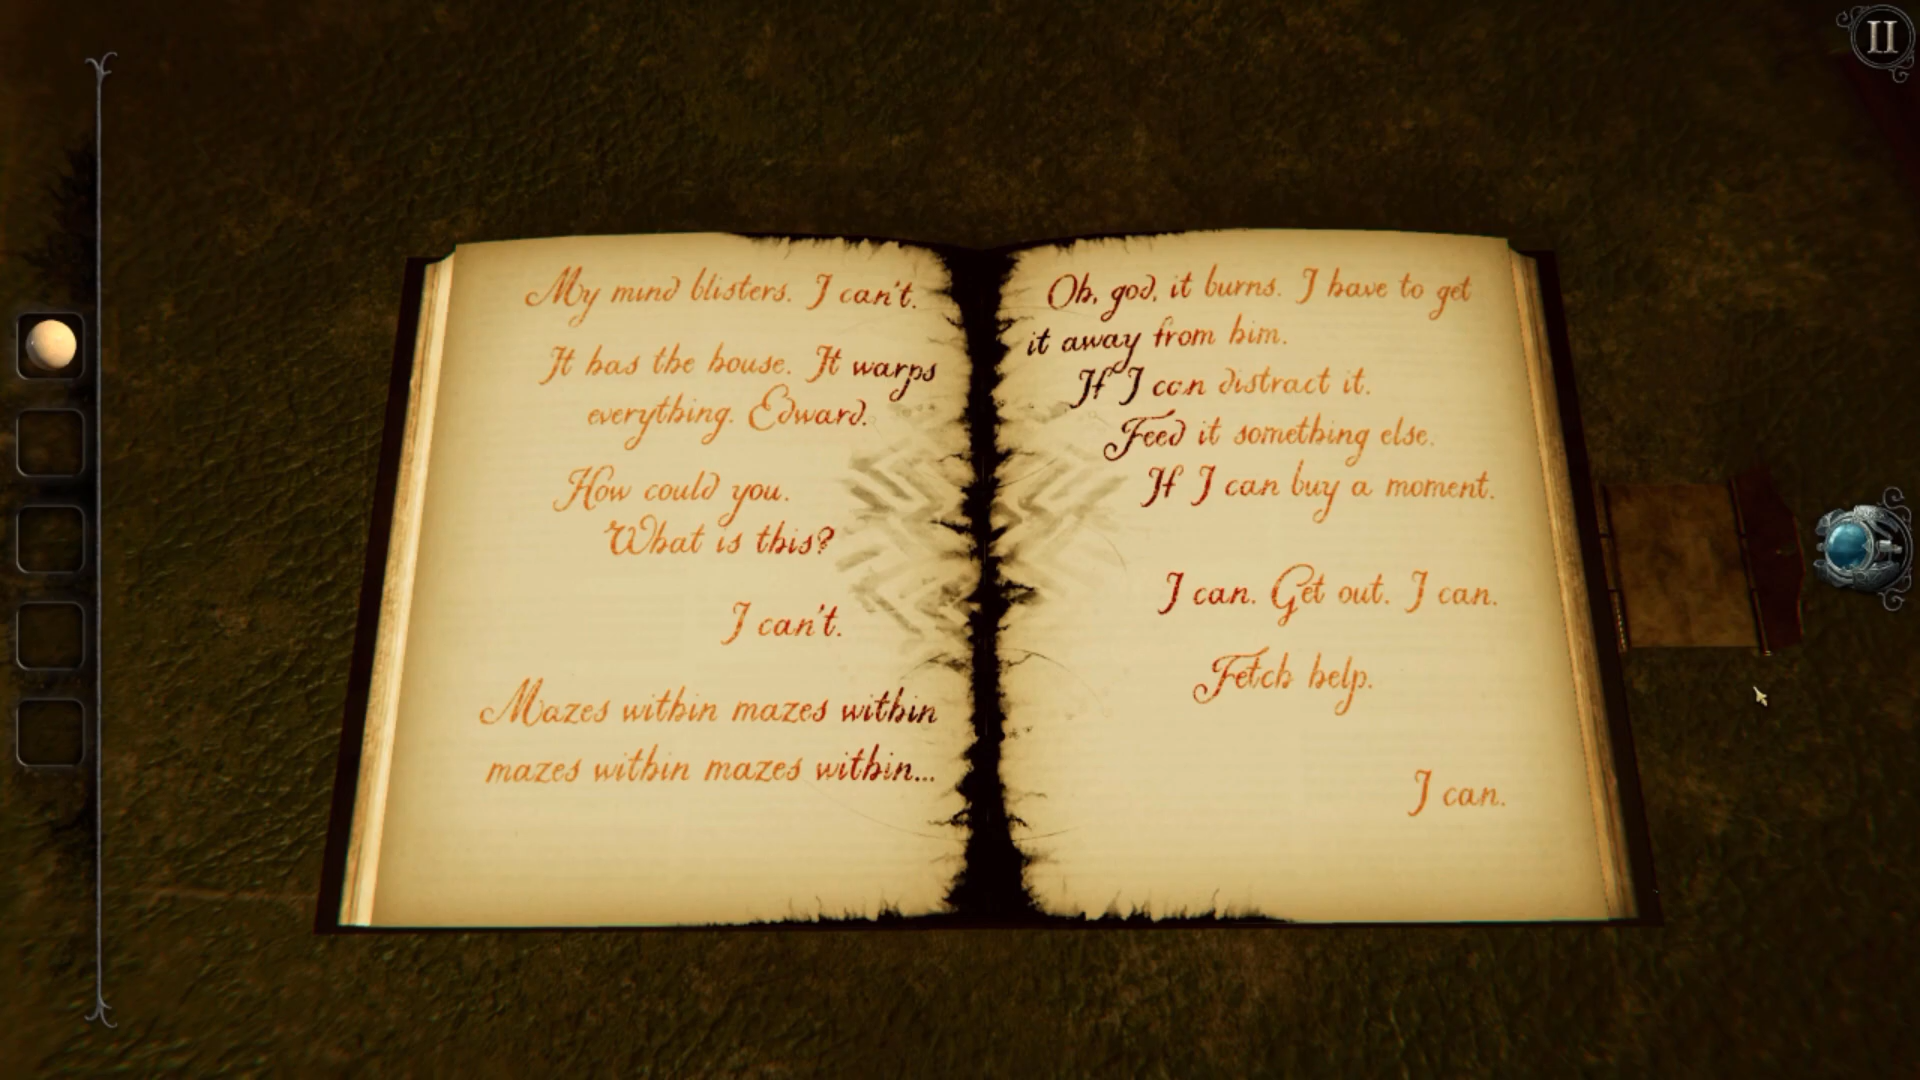 My mind blisters. I can't.
It has the house. It warps
everything. Edward.
How could you.
What is this?
I can't.
Mazes within mazes within
mazes within mazes within...
Oh, god, it burns. I have to get
it away from him.
If I can distract it.
Feed it something else.
If I can buy a moment.
I can. Get out. I can.
Fetch help.
I can.